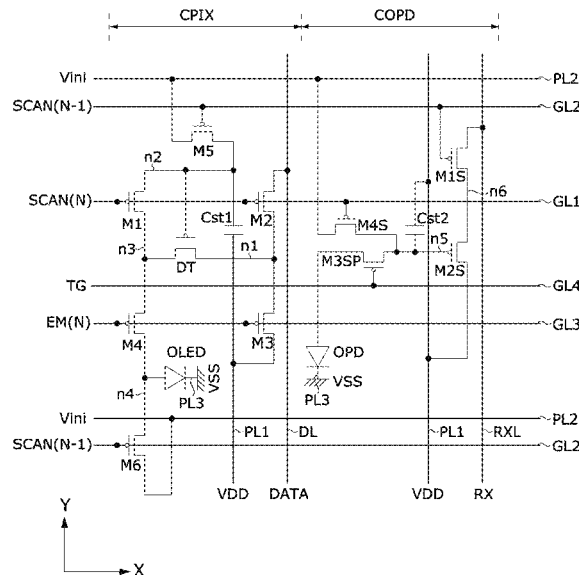 CPIX COPD
Vini PL2
SCAN(N-1) GL2
M5 M1S
n2 n6
SCAN(N) GL1
M1 Cst1 M2 M4S Cst2
n3 n1 n5
DT M3SP M2S
TG GL4
EM(N) GL3
M4 OLED M3 OPD
VSS VSS
n4 PL3 PL3
Vini PL2
PL1 DL PL1 RXL
SCAN(N-1) GL2
M6
VDD DATA VDD RX
Y
X